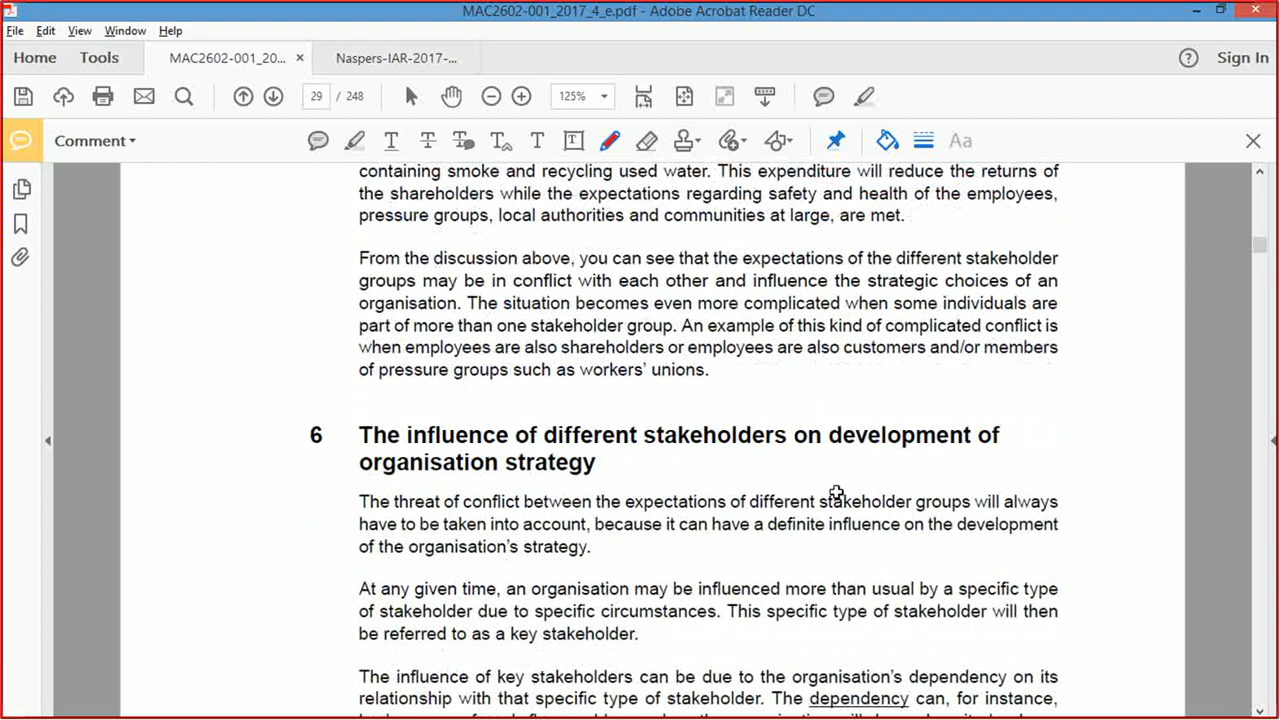 MAC2602-001_2017_4_e.pdf - Adobe Acrobat Reader DC
File Edit View Window Help
Home Tools MAC2602-001_20... × Naspers-IAR-2017-... Sign In
29 / 248 125%
Comment
containing smoke and recycling used water. This expenditure will reduce the returns of
the shareholders while the expectations regarding safety and health of the employees,
pressure groups, local authorities and communities at large, are met.
From the discussion above, you can see that the expectations of the different stakeholder
groups may be in conflict with each other and influence the strategic choices of an
organisation. The situation becomes even more complicated when some individuals are
part of more than one stakeholder group. An example of this kind of complicated conflict is
when employees are also shareholders or employees are also customers and/or members
of pressure groups such as workers' unions.
6 The influence of different stakeholders on development of
organisation strategy
The threat of conflict between the expectations of different stakeholder groups will always
have to be taken into account, because it can have a definite influence on the development
of the organisation's strategy.
At any given time, an organisation may be influenced more than usual by a specific type
of stakeholder due to specific circumstances. This specific type of stakeholder will then
be referred to as a key stakeholder.
The influence of key stakeholders can be due to the organisation's dependency on its
relationship with that specific type of stakeholder. The dependency can, for instance,